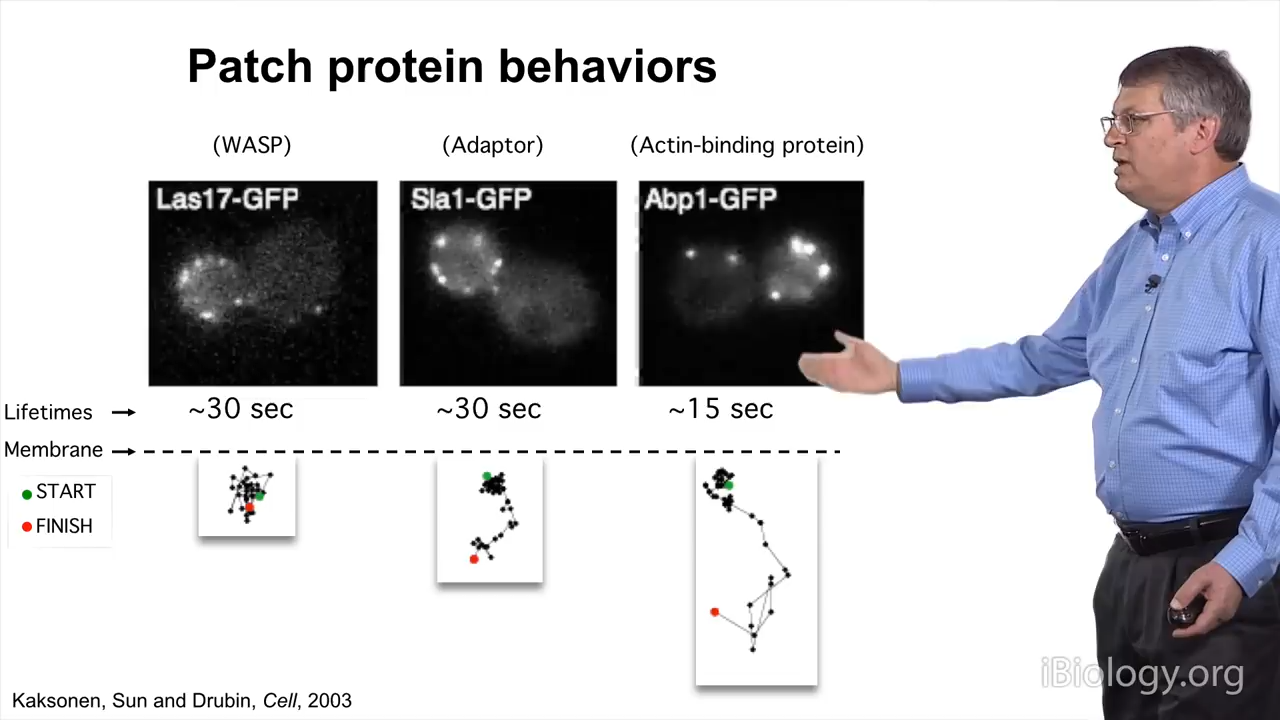 Patch protein behaviors
(WASP) (Adaptor) (Actin-binding protein)
Las17-GFP Sla1-GFP Abp1-GFP
Lifetimes → ~30 sec ~30 sec ~15 sec
Membrane →
START
FINISH
Kaksonen, Sun and Drubin, Cell, 2003
iBiology.org